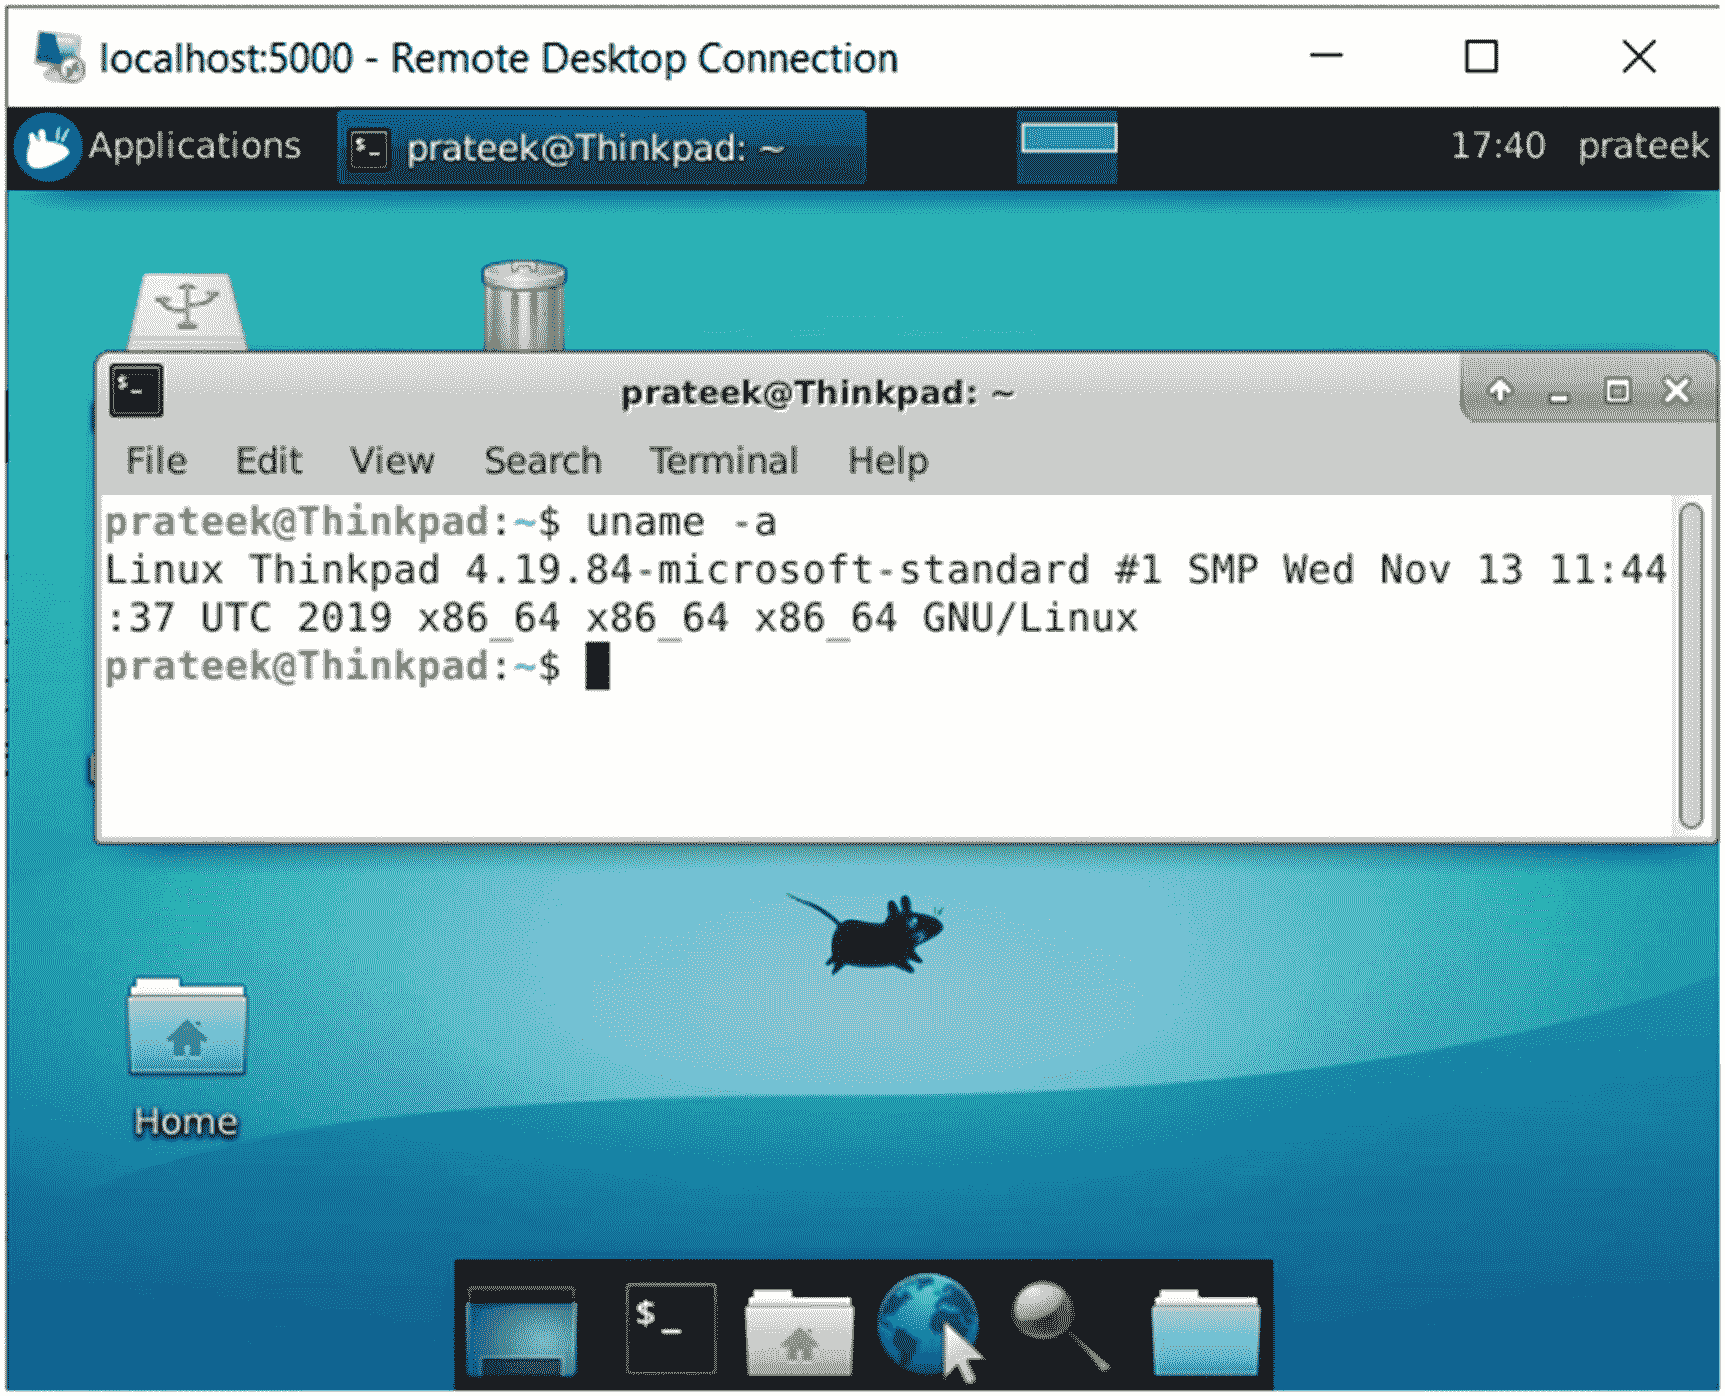 localhost:5000 - Remote Desktop Connection
Applications
$_ prateek@Thinkpad: ~
17:40 prateek
$_ prateek@Thinkpad: ~
File Edit View Search Terminal Help
prateek@Thinkpad:~$ uname -a
Linux Thinkpad 4.19.84-microsoft-standard #1 SMP Wed Nov 13 11:44
:37 UTC 2019 x86_64 x86_64 x86_64 GNU/Linux
prateek@Thinkpad:~$
Home
$_